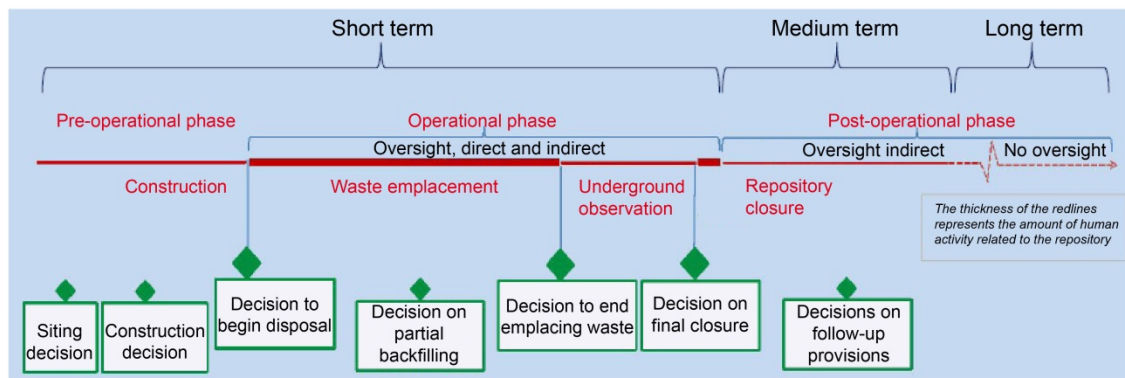 Short term
Medium term
Long term
Pre-operational phase
Operational phase
Post-operational phase
Oversight, direct and indirect
Oversight indirect
No oversight
Construction
Waste emplacement
Underground
observation
Repository
closure
The thickness of the redlines
represents the amount of human
activity related to the repository
Siting
decision
Construction
decision
Decision to
begin disposal
Decision on
partial
backfilling
Decision to end
emplacing waste
Decision on
final closure
Decisions on
follow-up
provisions